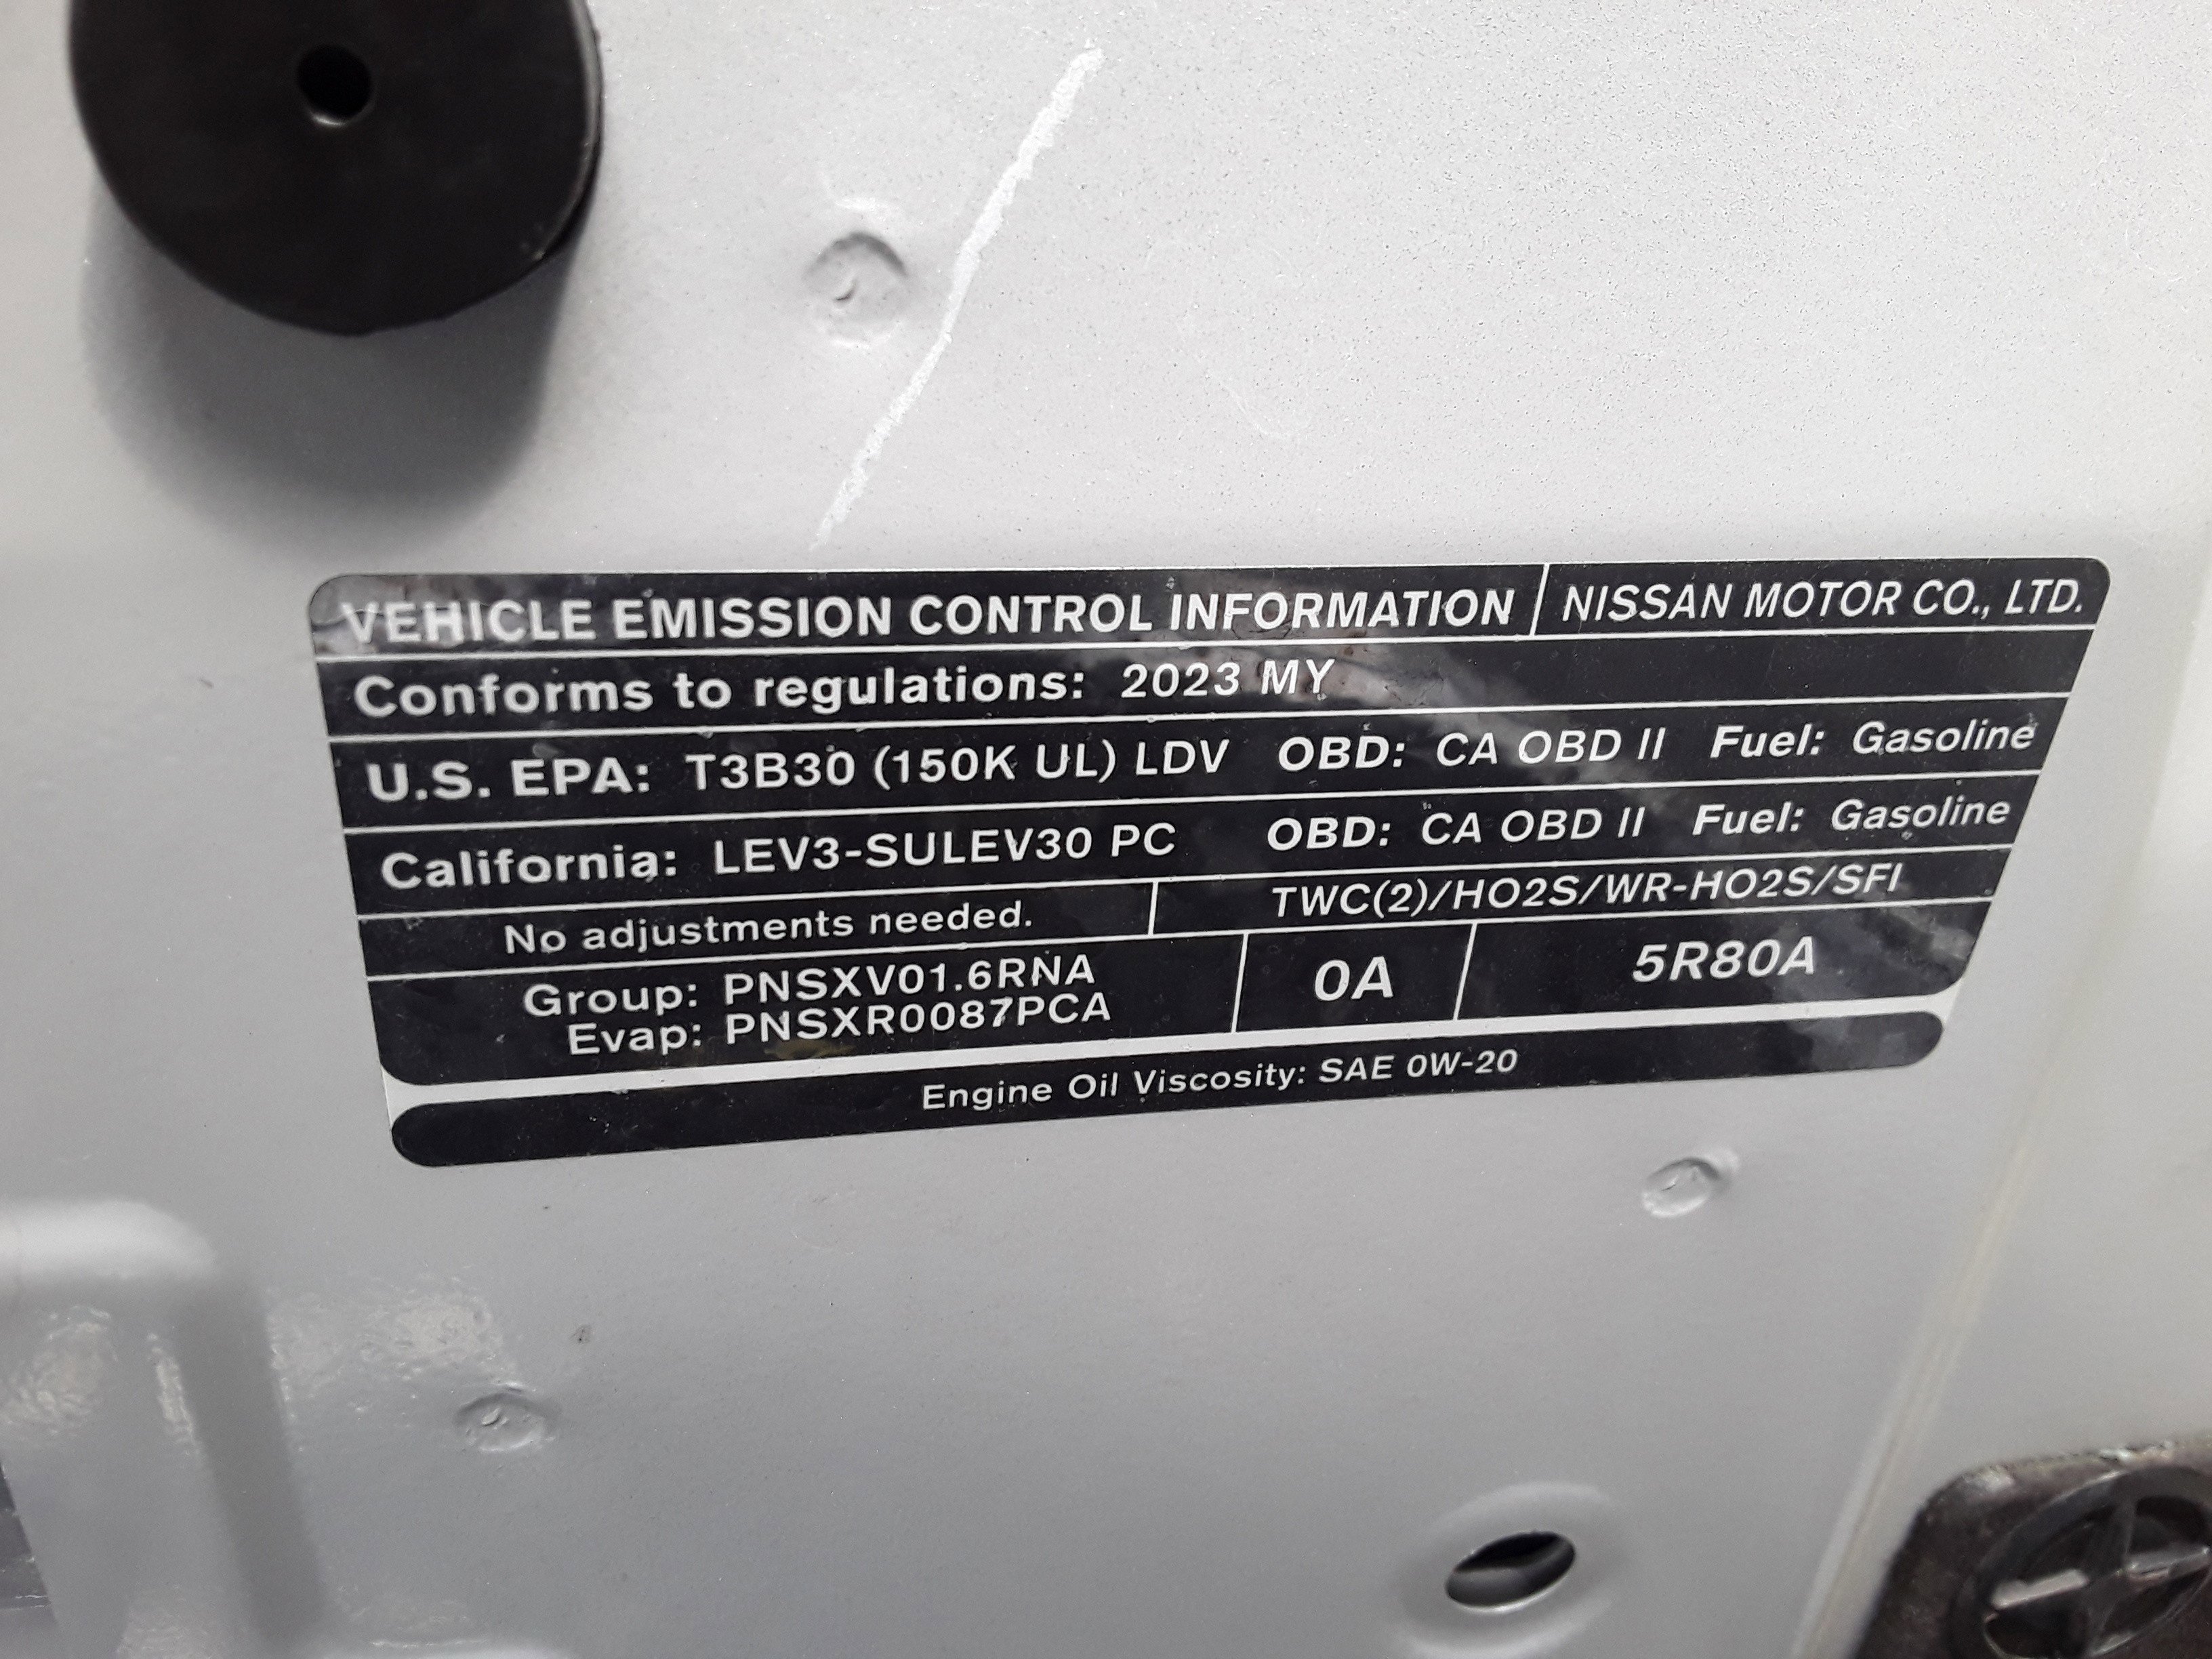 VEHICLE EMISSION CONTROL INFORMATION NISSAN MOTOR CO., LTD.
Conforms to regulations: 2023 MY
U.S. EPA: T3B30 (150K UL) LDV OBD: CA OBD II Fuel: Gasoline
California: LEV3-SULEV30 PC OBD: CA OBD II Fuel: Gasoline
No adjustments needed. TWC(2)/HO2S/WR-HO2S/SFI
Group: PNSXV01.6RNA
Evap: PNSXR0087PCA
0A
5R80A
Engine Oil Viscosity: SAE 0W-20